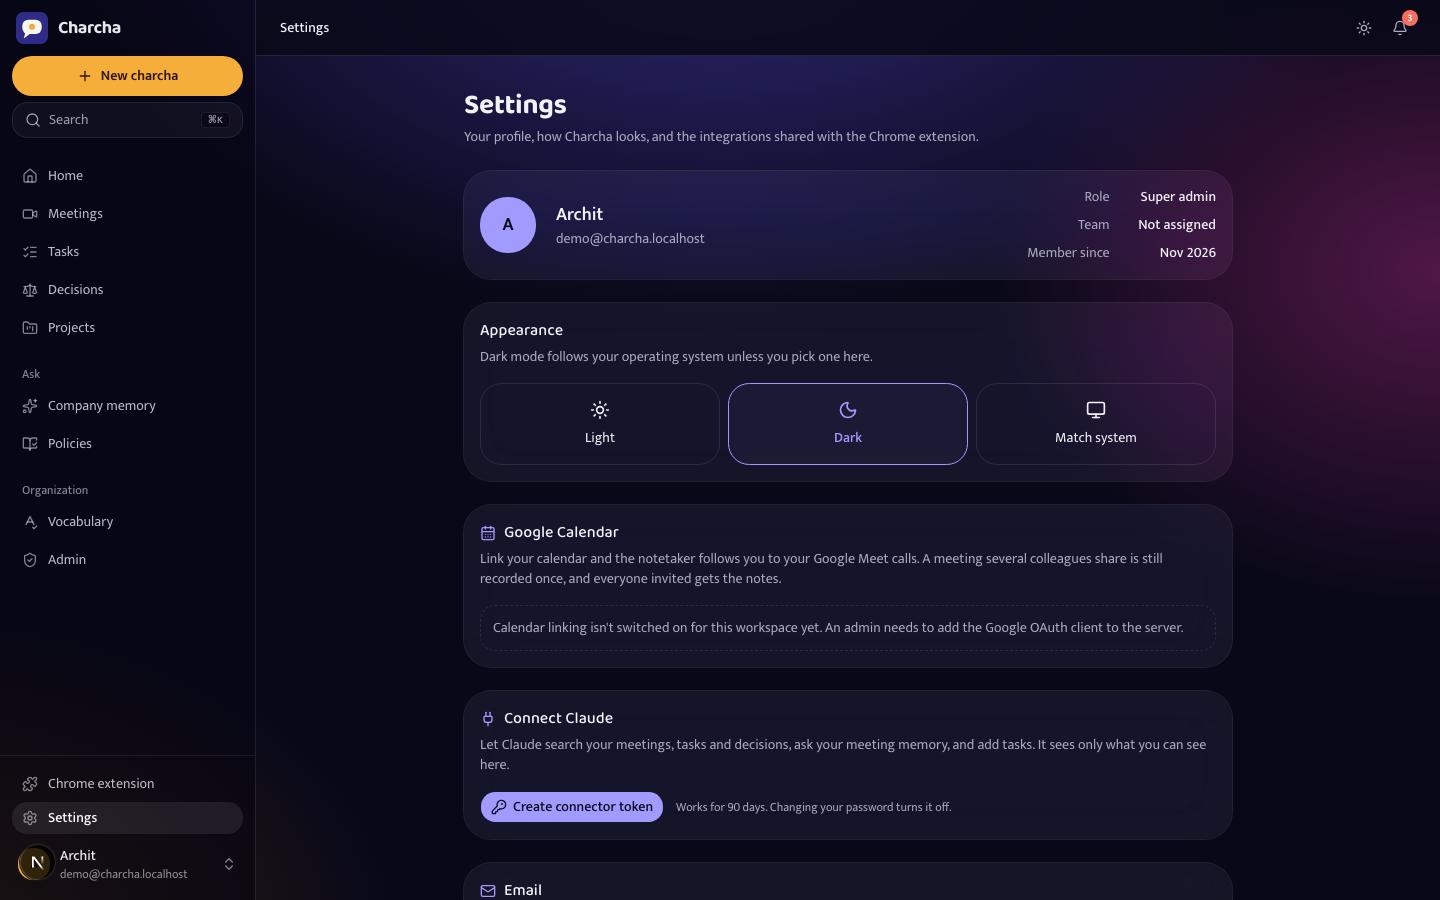 Charcha
Settings
3
New charcha
Search
⌘K
Home
Meetings
Tasks
Decisions
Projects
Ask
Company memory
Policies
Organization
Vocabulary
Admin
Chrome extension
Settings
N
Archit
demo@charcha.localhost
Settings
Your profile, how Charcha looks, and the integrations shared with the Chrome extension.
A
Archit
demo@charcha.localhost
Role Super admin
Team Not assigned
Member since Nov 2026
Appearance
Dark mode follows your operating system unless you pick one here.
Light
Dark
Match system
Google Calendar
Link your calendar and the notetaker follows you to your Google Meet calls. A meeting several colleagues share is still
recorded once, and everyone invited gets the notes.
Calendar linking isn't switched on for this workspace yet. An admin needs to add the Google OAuth client to the server.
Connect Claude
Let Claude search your meetings, tasks and decisions, ask your meeting memory, and add tasks. It sees only what you can see
here.
Create connector token
Works for 90 days. Changing your password turns it off.
Email